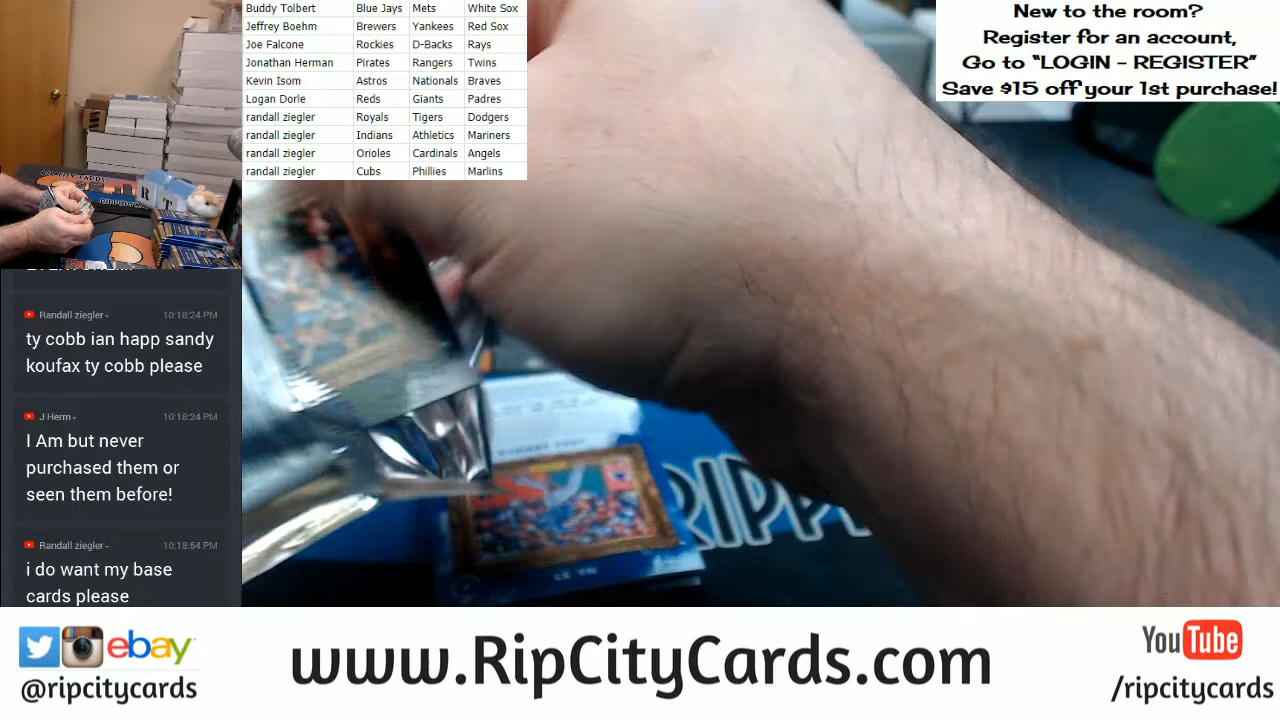 Buddy Tolbert Blue Jays Mets White Sox
Jeffrey Boehm Brewers Yankees Red Sox
Joe Falcone Rockies D-Backs Rays
Jonathan Herman Pirates Rangers Twins
Kevin Isom Astros Nationals Braves
Logan Dorle Reds Giants Padres
randall ziegler Royals Tigers Dodgers
randall ziegler Indians Athletics Mariners
randall ziegler Orioles Cardinals Angels
randall ziegler Cubs Phillies Marlins
New to the room?
Register for an account,
Go to “LOGIN - REGISTER”
Save $15 off your 1st purchase!
Randall ziegler 10:18:24 PM
ty cobb ian happ sandy
koufax ty cobb please
J Herm 10:18:24 PM
I Am but never
purchased them or
seen them before!
Randall ziegler 10:18:54 PM
i do want my base
cards please
RIPP
ebay
@ripcitycards
www.RipCityCards.com
YouTube
/ripcitycards